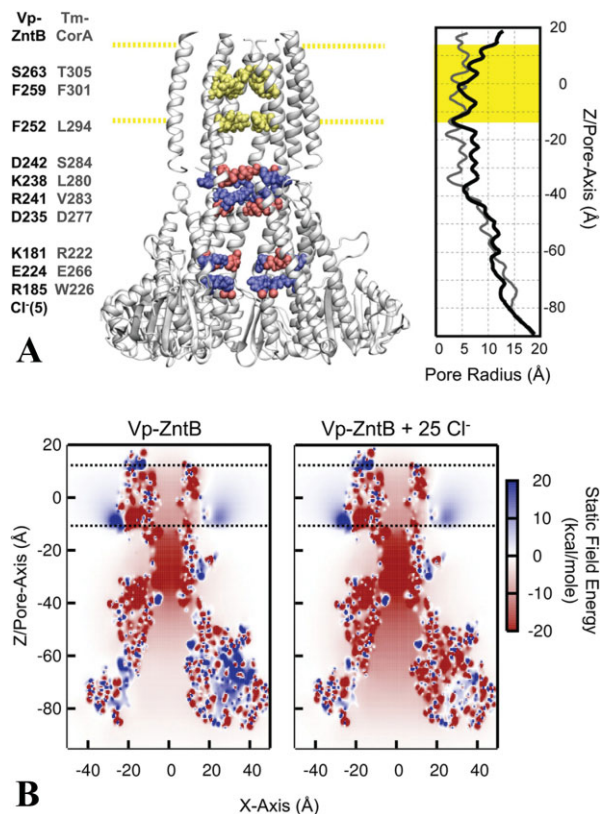 Vp- Tm-
ZntB CorA
S263 T305
F259 F301
F252 L294
D242 S284
K238 L280
R241 V283
D235 D277
K181 R222
E224 E266
R185 W226
Cl⁻(5)
A
20
0
-20
-40
-60
-80
Z/Pore-Axis (Å)
0 5 10 15 20
Pore Radius (Å)
Vp-ZntB Vp-ZntB + 25 Cl⁻
20
0
-20
-40
-60
-80
Z/Pore-Axis (Å)
-40 -20 0 20 40 -40 -20 0 20 40
X-Axis (Å)
20
10
0
-10
-20
Static Field Energy
(kcal/mole)
B